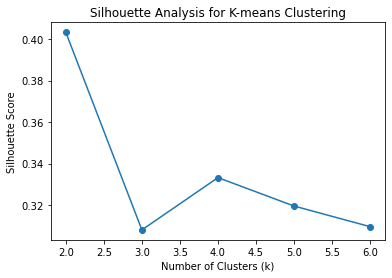 Silhouette Analysis for K-means Clustering
0.40
0.38
0.36
0.34
0.32
Silhouette Score
2.0 2.5 3.0 3.5 4.0 4.5 5.0 5.5 6.0
Number of Clusters (k)